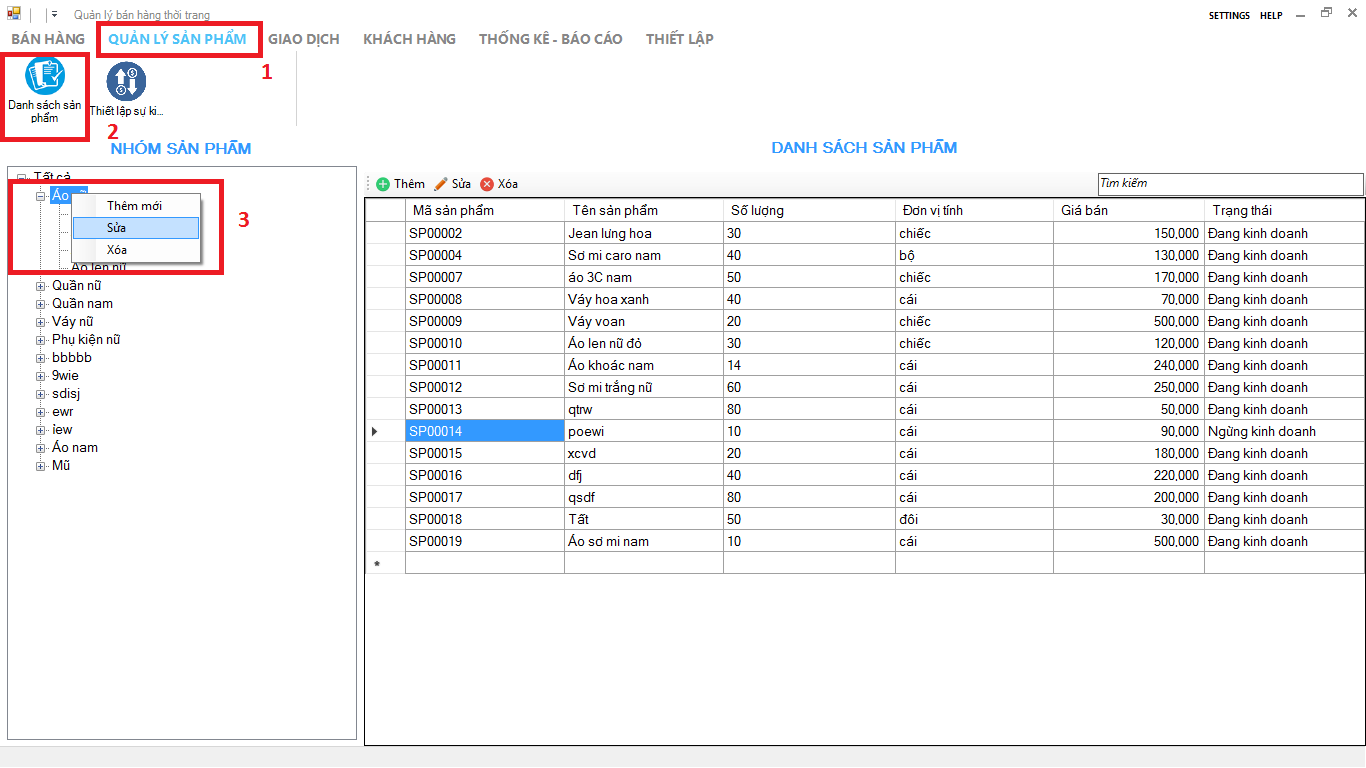 Quản lý bán hàng thời trang
SETTINGS HELP
BÁN HÀNG QUẢN LÝ SẢN PHẨM GIAO DỊCH KHÁCH HÀNG THỐNG KÊ - BÁO CÁO THIẾT LẬP
1
Danh sách sản
phẩm
Thiết lập sự ki...
2
NHÓM SẢN PHẨM
Tất cả
Áo
Thêm mới
Sửa
Xóa
3
Áo len nữ
Quần nữ
Quần nam
Váy nữ
Phụ kiện nữ
bbbbb
9wie
sdisj
ewr
iew
Áo nam
Mũ
DANH SÁCH SẢN PHẨM
Thêm Sửa Xóa Tìm kiếm
Mã sản phẩm Tên sản phẩm Số lượng Đơn vị tính Giá bán Trạng thái
SP00002 Jean lưng hoa 30 chiếc 150,000 Đang kinh doanh
SP00004 Sơ mi caro nam 40 bộ 130,000 Đang kinh doanh
SP00007 áo 3C nam 50 chiếc 170,000 Đang kinh doanh
SP00008 Váy hoa xanh 40 cái 70,000 Đang kinh doanh
SP00009 Váy voan 20 chiếc 500,000 Đang kinh doanh
SP00010 Áo len nữ đỏ 30 chiếc 120,000 Đang kinh doanh
SP00011 Áo khoác nam 14 cái 240,000 Đang kinh doanh
SP00012 Sơ mi trắng nữ 60 cái 250,000 Đang kinh doanh
SP00013 qtrw 80 cái 50,000 Đang kinh doanh
SP00014 poewi 10 cái 90,000 Ngừng kinh doanh
SP00015 xcvd 20 cái 180,000 Đang kinh doanh
SP00016 dfj 40 cái 220,000 Đang kinh doanh
SP00017 qsdf 80 cái 200,000 Đang kinh doanh
SP00018 Tất 50 đôi 30,000 Đang kinh doanh
SP00019 Áo sơ mi nam 10 cái 500,000 Đang kinh doanh
*